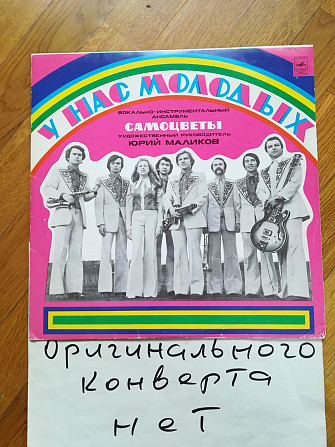 У НАС МОЛОДЫХ
ВОКАЛЬНО-ИНСТРУМЕНТАЛЬНЫЙ
АНСАМБЛЬ
САМОЦВЕТЫ
ХУДОЖЕСТВЕННЫЙ РУКОВОДИТЕЛЬ
ЮРИЙ МАЛИКОВ
Оригинального
конверта
нет